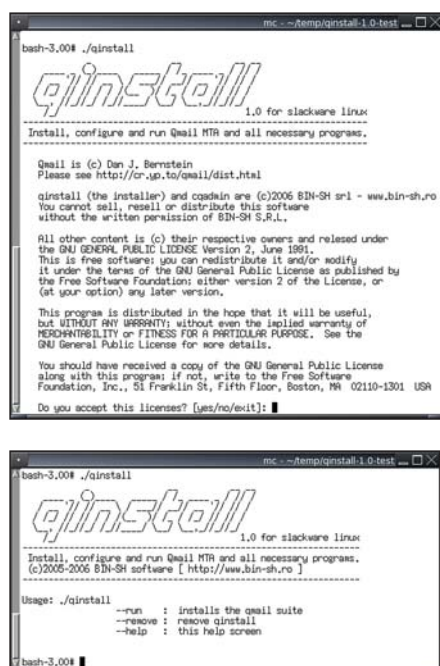 mc - ~/temp/qinstall-1.0-test
bash-3.00# ./qinstall
qinstall
1.0 for slackware linux
Install, configure and run Qmail MTA and all necessary programs.
Qmail is (c) Dan J. Bernstein
Please see http://cr.yp.to/qmail/dist.html
qinstall (the installer) and cqadmin are (c)2006 BIN-SH srl - www.bin-sh.ro
You cannot sell, resell or distribute this software
without the written permission of BIN-SH S.R.L.
All other content is (c) their respective owners and relesed under
the GNU GENERAL PUBLIC LICENSE Version 2, June 1991.
This is free software: you can redistribute it and/or modify
it under the terms of the GNU General Public License as published by
the Free Software Foundation; either version 2 of the License, or
(at your option) any later version.
This program is distributed in the hope that it will be useful,
but WITHOUT ANY WARRANTY; without even the implied warranty of
MERCHANTABILITY or FITNESS FOR A PARTICULAR PURPOSE. See the
GNU General Public License for more details.
You should have received a copy of the GNU General Public License
along with this program; if not, write to the Free Software
Foundation, Inc., 51 Franklin St, Fifth Floor, Boston, MA 02110-1301 USA
Do you accept this licenses? [yes/no/exit]:
mc - ~/temp/qinstall-1.0-test
bash-3.00# ./qinstall
qinstall
1.0 for slackware linux
Install, configure and run Qmail MTA and all necessary programs.
(c)2005-2006 BIN-SH software [ http://www.bin-sh.ro ]
Usage: ./qinstall
--run : installs the qmail suite
--remove : remove qinstall
--help : this help screen
bash-3.00#